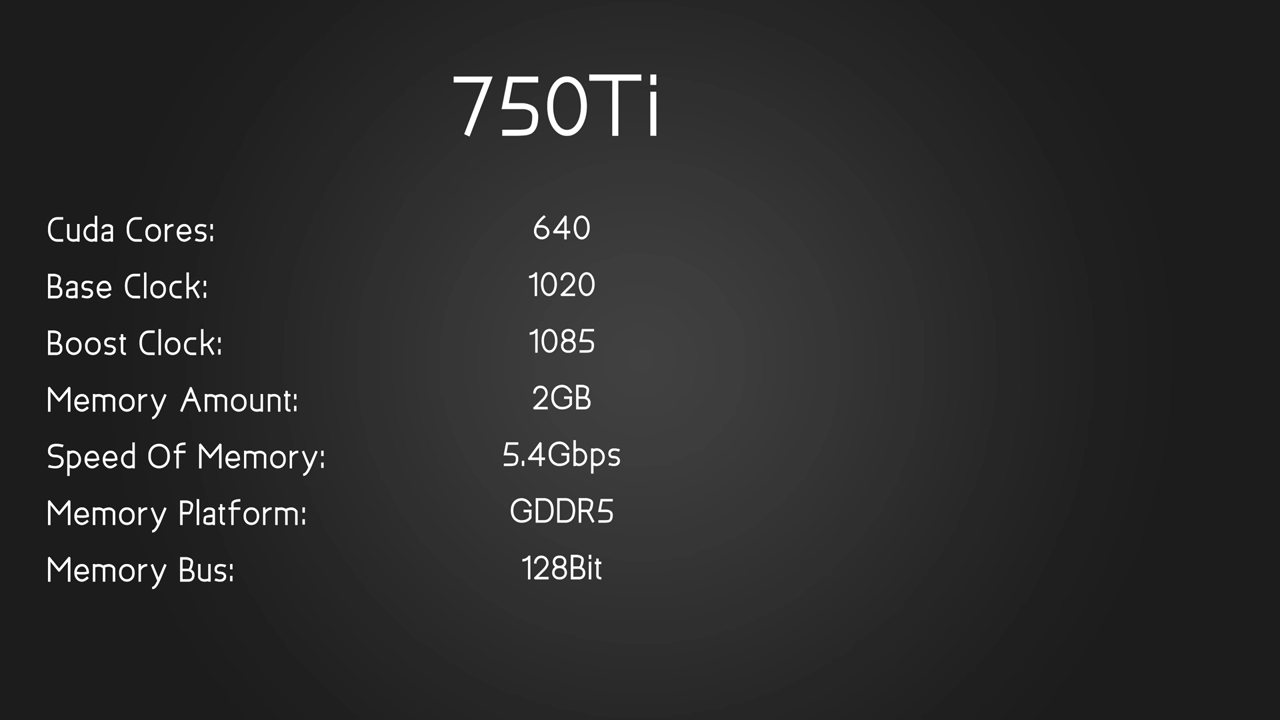 750Ti
Cuda Cores: 640
Base Clock: 1020
Boost Clock: 1085
Memory Amount: 2GB
Speed Of Memory: 5.4Gbps
Memory Platform: GDDR5
Memory Bus: 128Bit